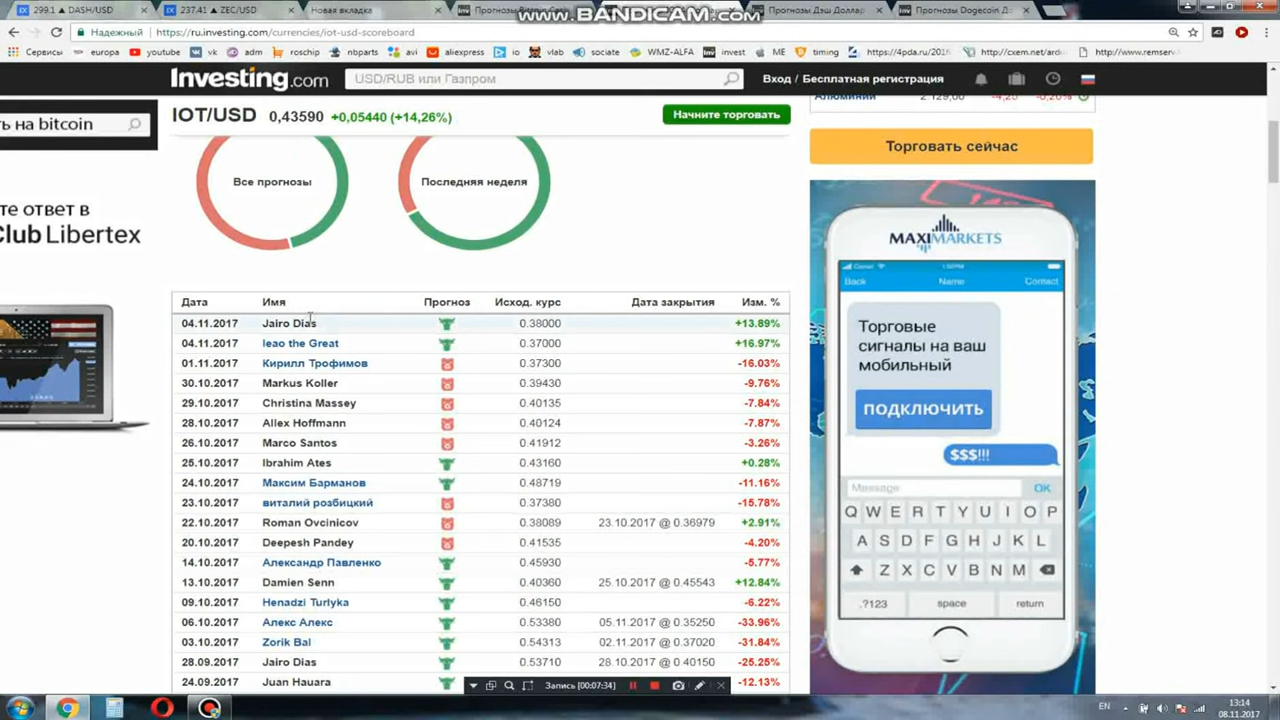 www.BANDICAM.com
299.1 ▲ DASH/USD
237.41 ▲ ZEC/USD
Новая вкладка
Прогнозы Bitcoin Cash
Прогнозы Дэш Доллар
Прогнозы Dogecoin Д
Надежный
https://ru.investing.com/currencies/iot-usd-scoreboard
Сервисы europa youtube vk adm roschip nbparts avi aliexpress io vlab sociate WMZ-ALFA invest ME timing https://4pda.ru/2016 http://cxem.net/ard http://www.remserv
Investing.com
USD/RUB или Газпром
Вход / Бесплатная регистрация
IOT/USD 0,43590 +0,05440 (+14,26%)
Начните торговать
Алюминий 2 129,00 -4,20 -0,20%
ть на bitcoin
Торговать сейчас
Все прогнозы
Последняя неделя
те ответ в
Club Libertex
Дата Имя Прогноз Исход. курс Дата закрытия Изм. %
04.11.2017 Jairo Dias 0.38000 +13.89%
04.11.2017 leao the Great 0.37000 +16.97%
01.11.2017 Кирилл Трофимов 0.37300 -16.03%
30.10.2017 Markus Koller 0.39430 -9.76%
29.10.2017 Christina Massey 0.40135 -7.84%
28.10.2017 Allex Hoffmann 0.40124 -7.87%
26.10.2017 Marco Santos 0.41912 -3.26%
25.10.2017 Ibrahim Ates 0.43160 +0.28%
24.10.2017 Максим Барманов 0.48719 -11.16%
23.10.2017 виталий розбицкий 0.37380 -15.78%
22.10.2017 Roman Ovcinicov 0.38089 23.10.2017 @ 0.36979 +2.91%
20.10.2017 Deepesh Pandey 0.41535 -4.20%
14.10.2017 Александр Павленко 0.45930 -5.77%
13.10.2017 Damien Senn 0.40360 25.10.2017 @ 0.45543 +12.84%
09.10.2017 Henadzi Turlyka 0.46150 -6.22%
06.10.2017 Алекс Алекс 0.53380 05.11.2017 @ 0.35250 -33.96%
03.10.2017 Zorik Bal 0.54313 02.11.2017 @ 0.37020 -31.84%
28.09.2017 Jairo Dias 0.53710 28.10.2017 @ 0.40150 -25.25%
24.09.2017 Juan Hauara -12.13%
MAXIMARKETS
Back Name Contact
Торговые
сигналы на ваш
мобильный
ПОДКЛЮЧИТЬ
$$$!!!
Message OK
Q W E R T Y U I O P
A S D F G H J K L
Z X C V B N M
.?123 space return
Запись [00:07:34]
EN
13:14
08.11.2017